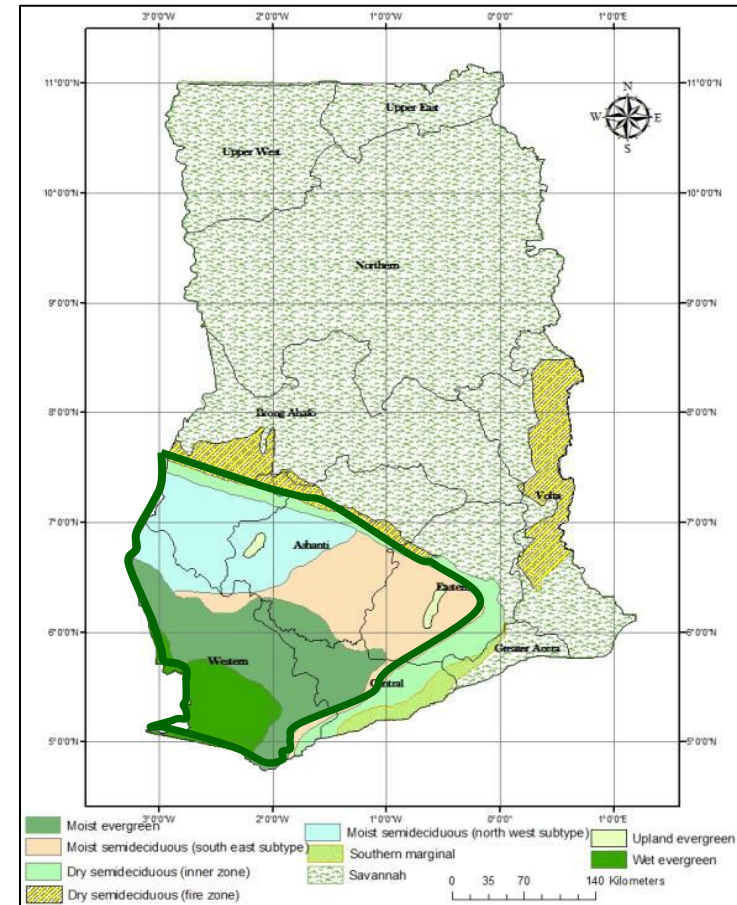 3°0'0"W 2°0'0"W 1°0'0"W 0°0'0" 1°0'0"E
N
W E
S
11°0'0"N 11°0'0"N
Upper East
Upper West
10°0'0"N 10°0'0"N
Northern
9°0'0"N 9°0'0"N
8°0'0"N 8°0'0"N
Brong Ahafo
Volta
7°0'0"N 7°0'0"N
Ashanti
Eastern
6°0'0"N 6°0'0"N
Greater Accra
Western
Central
5°0'0"N 5°0'0"N
3°0'0"W 2°0'0"W 1°0'0"W 0°0'0" 1°0'0"E
Moist evergreen
Moist semideciduous (south east subtype)
Dry semideciduous (inner zone)
Dry semideciduous (fire zone)
Moist semideciduous (north west subtype)
Southern marginal
Savannah
Upland evergreen
Wet evergreen
0 35 70 140 Kilometers